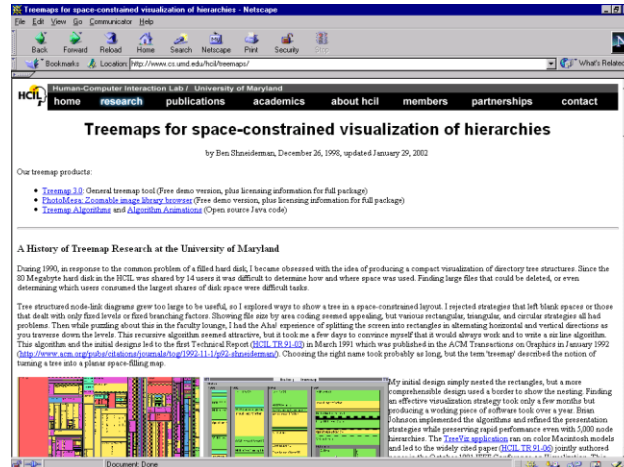 Treemaps for space-constrained visualization of hierarchies - Netscape
File Edit View Go Communicator Help
Back Forward Reload Home Search Netscape Print Security Stop
Bookmarks Location: http://www.cs.umd.edu/hcil/treemaps/ What's Related
Human-Computer Interaction Lab / University of Maryland
HCIL home research publications academics about hcil members partnerships contact
Treemaps for space-constrained visualization of hierarchies
by Ben Shneiderman, December 26, 1998, updated January 29, 2002
Our treemap products:
• Treemap 3.0: General treemap tool (Free demo version, plus licensing information for full package)
• PhotoMesa: Zoomable image library browser (Free demo version, plus licensing information for full package)
• Treemap Algorithms and Algorithm Animations (Open source Java code)
A History of Treemap Research at the University of Maryland
During 1990, in response to the common problem of a filled hard disk, I became obsessed with the idea of producing a compact visualization of directory tree structures. Since the
80 Megabyte hard disk in the HCIL was shared by 14 users it was difficult to determine how and where space was used. Finding large files that could be deleted, or even
determining which users consumed the largest shares of disk space were difficult tasks.
Tree structured node-link diagrams grew too large to be useful, so I explored ways to show a tree in a space-constrained layout. I rejected strategies that left blank spaces or those
that dealt with only fixed levels or fixed branching factors. Showing file size by area coding seemed appealing, but various rectangular, triangular, and circular strategies all had
problems. Then while puzzling about this in the faculty lounge, I had the Aha! experience of splitting the screen into rectangles in alternating horizontal and vertical directions as
you traverse down the levels. This recursive algorithm seemed attractive, but it took me a few days to convince myself that it would always work and to write a six line algorithm.
This algorithm and the initial designs led to the first Technical Report (HCIL TR 91-03) in March 1991 which was published in the ACM Transactions on Graphics in January 1992
(http://www.acm.org/pubs/citations/journals/tog/1992-11-1/p92-shneiderman/). Choosing the right name took probably as long, but the term 'treemap' described the notion of
turning a tree into a planar space-filling map.
My initial design simply nested the rectangles, but a more
comprehensible design used a border to show the nesting. Finding
an effective visualization strategy took only a few months but
producing a working piece of software took over a year. Brian
Johnson implemented the algorithms and refined the presentation
strategies while preserving rapid performance even with 5,000 node
hierarchies. The TreeViz application ran on color Macintosh models
and led to the widely cited paper (HCIL TR 91-06) jointly authored
Document: Done